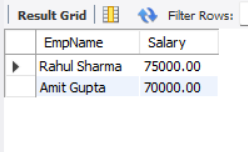 Result Grid Filter Rows:
EmpName Salary
Rahul Sharma 75000.00
Amit Gupta 70000.00